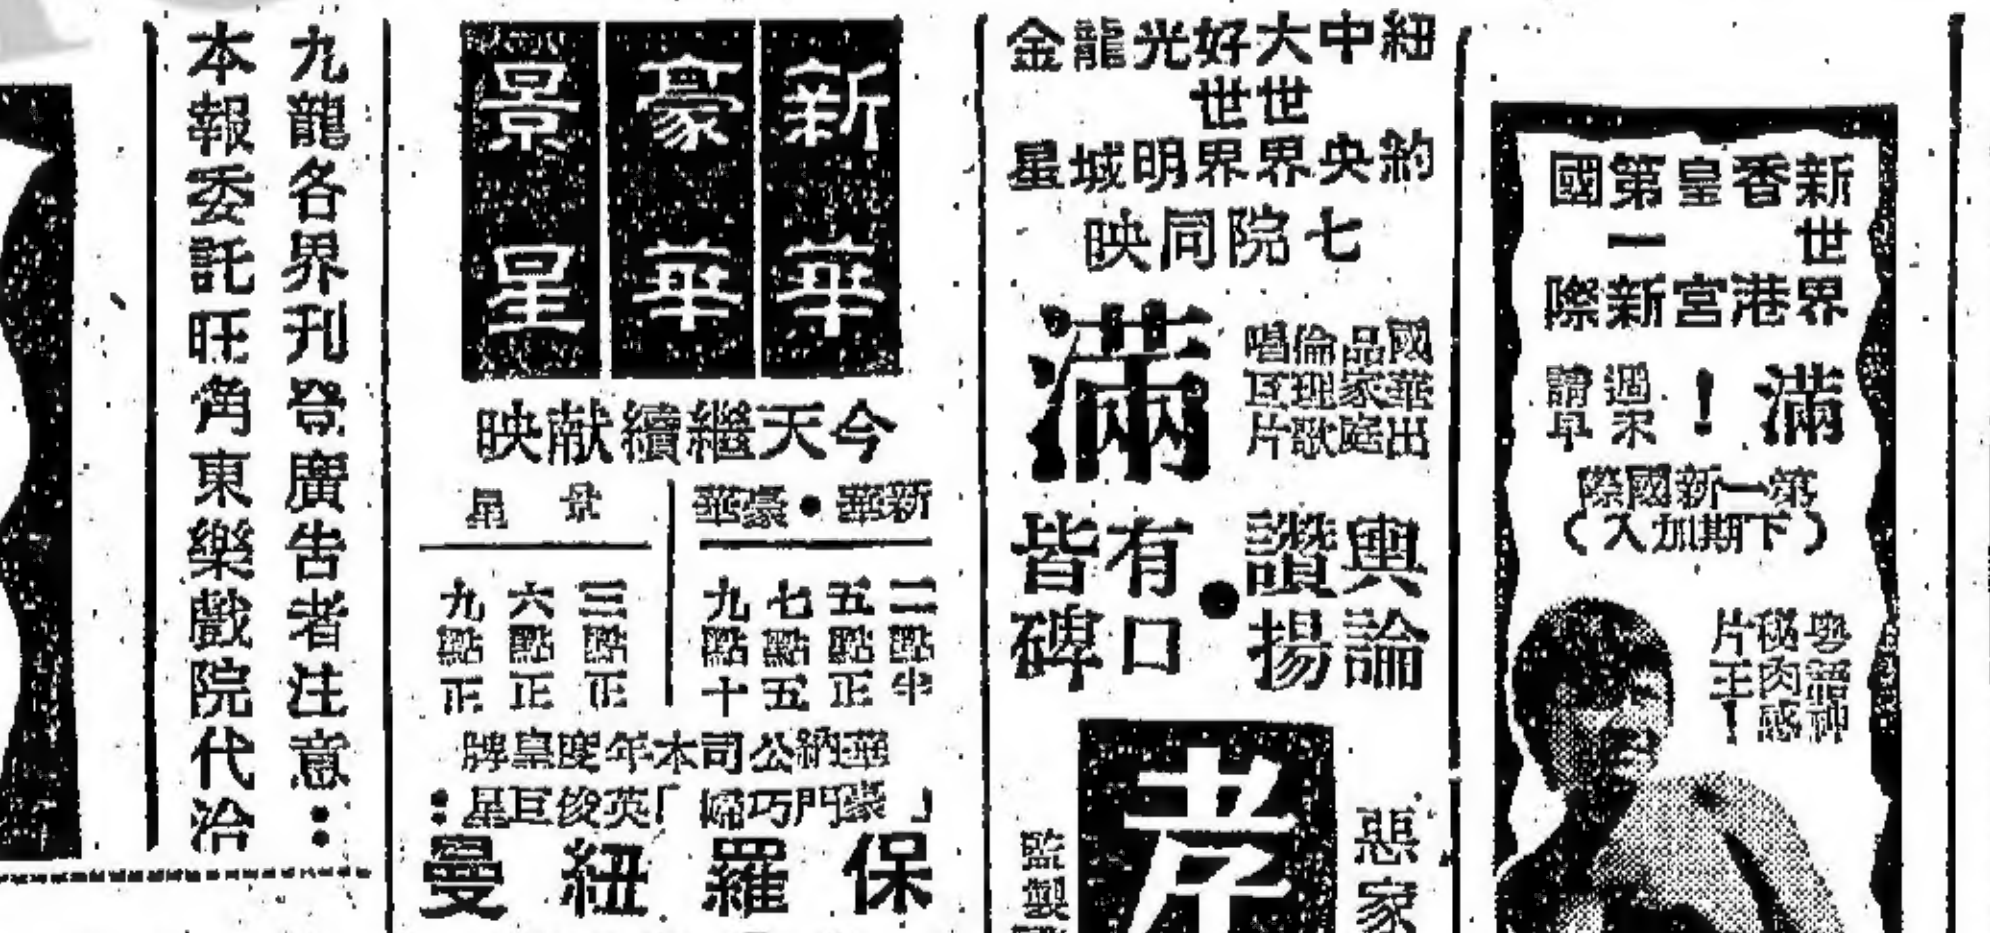 新世界
香港
皇宮
第一新
國際
滿！
週末
請早
第一新國際
（下期加入）
粵語神
秘肉感
片王！
紐約
中央
大世界
好世界
光明
龍城
金星
七院同映
國華出
品家庭
倫理歌
唱巨片
滿
輿論
讚揚
•
有口
皆碑
監製
新華
豪華
景星
今天繼續献映
新華•豪華
二點半
五點正
七點五
九點十
景星
三點正
六點正
九點正
華納公司本年度皇牌
「豪門巧婦」英俊巨星：
保羅紐曼
九龍各界刊登廣告者注意：
本報委託旺角東樂戲院代洽